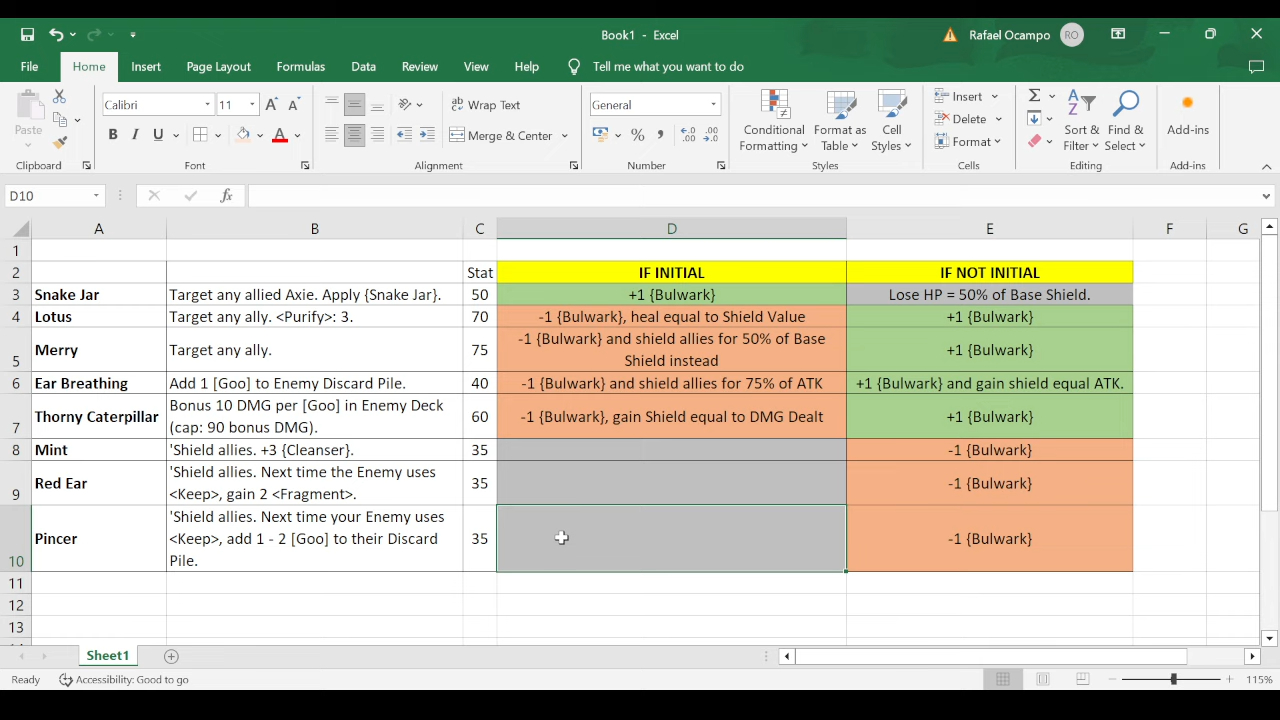 Book1 - Excel
Rafael Ocampo RO
File Home Insert Page Layout Formulas Data Review View Help Tell me what you want to do
Paste
Calibri 11
B I U A
Wrap Text
Merge & Center
General
% , .00
Conditional
Formatting
Format as
Table
Cell
Styles
Insert
Delete
Format
Sort &
Filter
Find &
Select
Add-ins
Clipboard Font Alignment Number Styles Cells Editing Add-ins
D10 fx
A B C D E F G
1
2 Stat IF INITIAL IF NOT INITIAL
3 Snake Jar Target any allied Axie. Apply {Snake Jar}. 50 +1 {Bulwark} Lose HP = 50% of Base Shield.
4 Lotus Target any ally. <Purify>: 3. 70 -1 {Bulwark}, heal equal to Shield Value +1 {Bulwark}
5 Merry Target any ally. 75 -1 {Bulwark} and shield allies for 50% of Base
Shield instead +1 {Bulwark}
6 Ear Breathing Add 1 [Goo] to Enemy Discard Pile. 40 -1 {Bulwark} and shield allies for 75% of ATK +1 {Bulwark} and gain shield equal ATK.
7 Thorny Caterpillar Bonus 10 DMG per [Goo] in Enemy Deck
(cap: 90 bonus DMG). 60 -1 {Bulwark}, gain Shield equal to DMG Dealt +1 {Bulwark}
8 Mint 'Shield allies. +3 {Cleanser}. 35 -1 {Bulwark}
9 Red Ear 'Shield allies. Next time the Enemy uses
<Keep>, gain 2 <Fragment>. 35 -1 {Bulwark}
10 Pincer 'Shield allies. Next time your Enemy uses
<Keep>, add 1 - 2 [Goo] to their Discard
Pile. 35 -1 {Bulwark}
11
12
13
Sheet1
Ready Accessibility: Good to go 115%